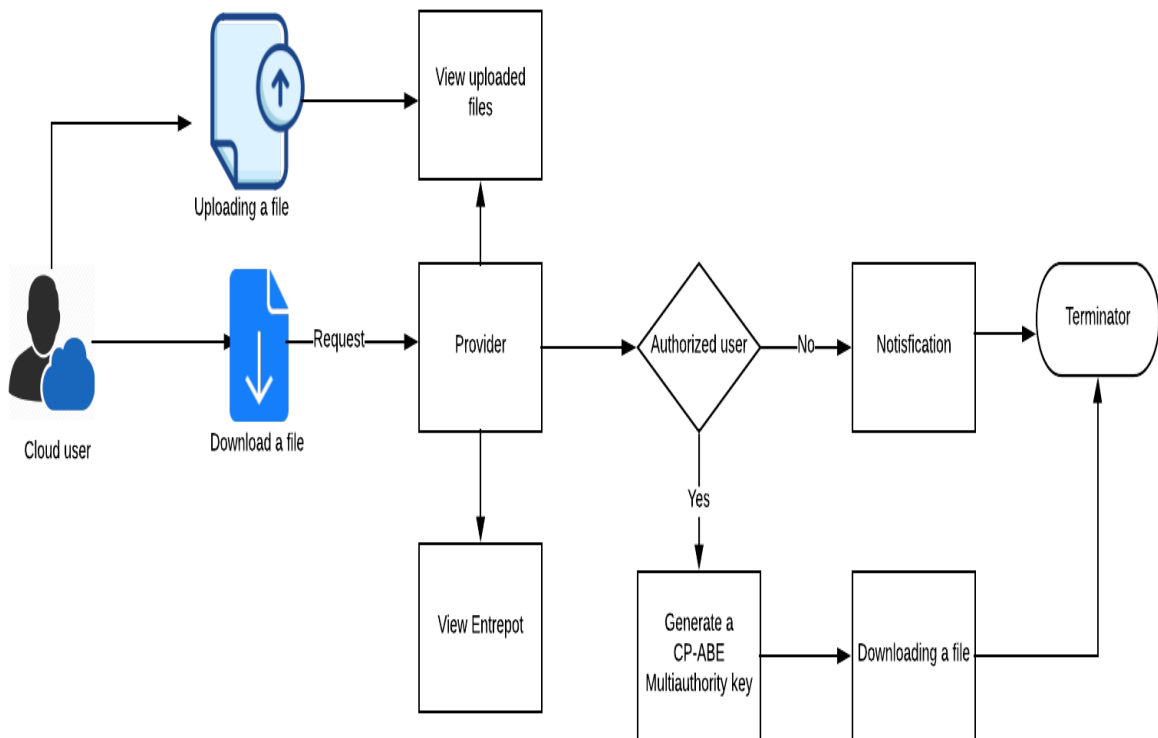 View uploaded
files
Uploading a file
Request
Provider
Authorized user
No
Notisfication
Terminator
Cloud user
Download a file
Yes
View Entrepot
Generate a
CP-ABE
Multiauthority key
Downloading a file